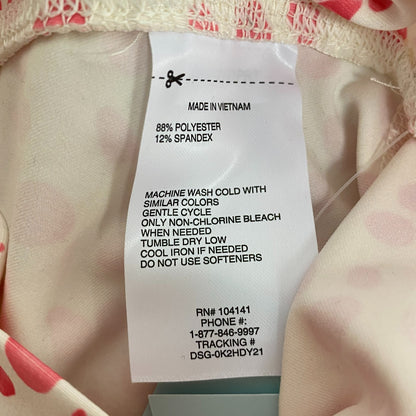 MADE IN VIETNAM
88% POLYESTER
12% SPANDEX
MACHINE WASH COLD WITH
SIMILAR COLORS
GENTLE CYCLE
ONLY NON-CHLORINE BLEACH
WHEN NEEDED
TUMBLE DRY LOW
COOL IRON IF NEEDED
DO NOT USE SOFTENERS
RN# 104141
PHONE #:
1-877-846-9997
TRACKING #
DSG-0K2HDY21